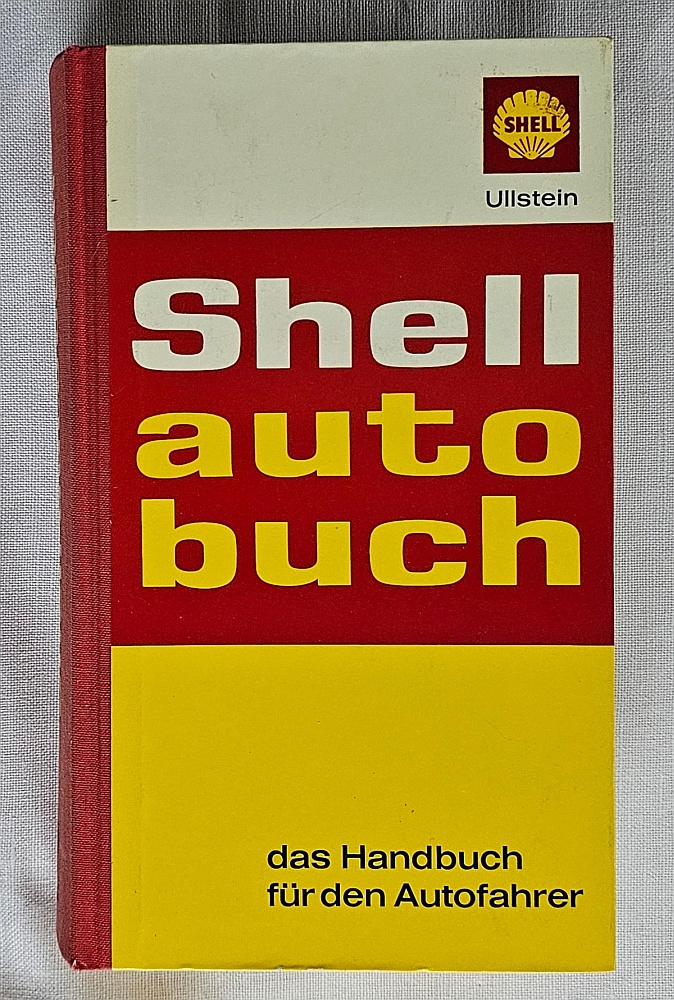 SHELL
Ullstein
Shell
auto
buch
das Handbuch
für den Autofahrer